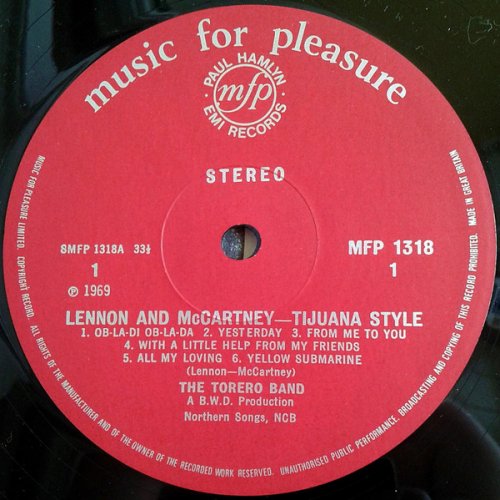 music for pleasure
PAUL HAMLYN
mfp
EMI RECORDS
STEREO
SMFP 1318A 33⅓
1
℗ 1969
MFP 1318
1
LENNON AND McCARTNEY—TIJUANA STYLE
1. OB-LA-DI OB-LA-DA 2. YESTERDAY 3. FROM ME TO YOU
4. WITH A LITTLE HELP FROM MY FRIENDS
5. ALL MY LOVING 6. YELLOW SUBMARINE
(Lennon—McCartney)
THE TORERO BAND
A B.W.D. Production
Northern Songs, NCB
MUSIC FOR PLEASURE LIMITED. COPYRIGHT RECORD. ALL RIGHTS OF THE MANUFACTURER AND OF THE OWNER OF THE RECORDED WORK RESERVED. UNAUTHORISED PUBLIC PERFORMANCE, BROADCASTING AND COPYING OF THIS RECORD PROHIBITED. MADE IN GREAT BRITAIN